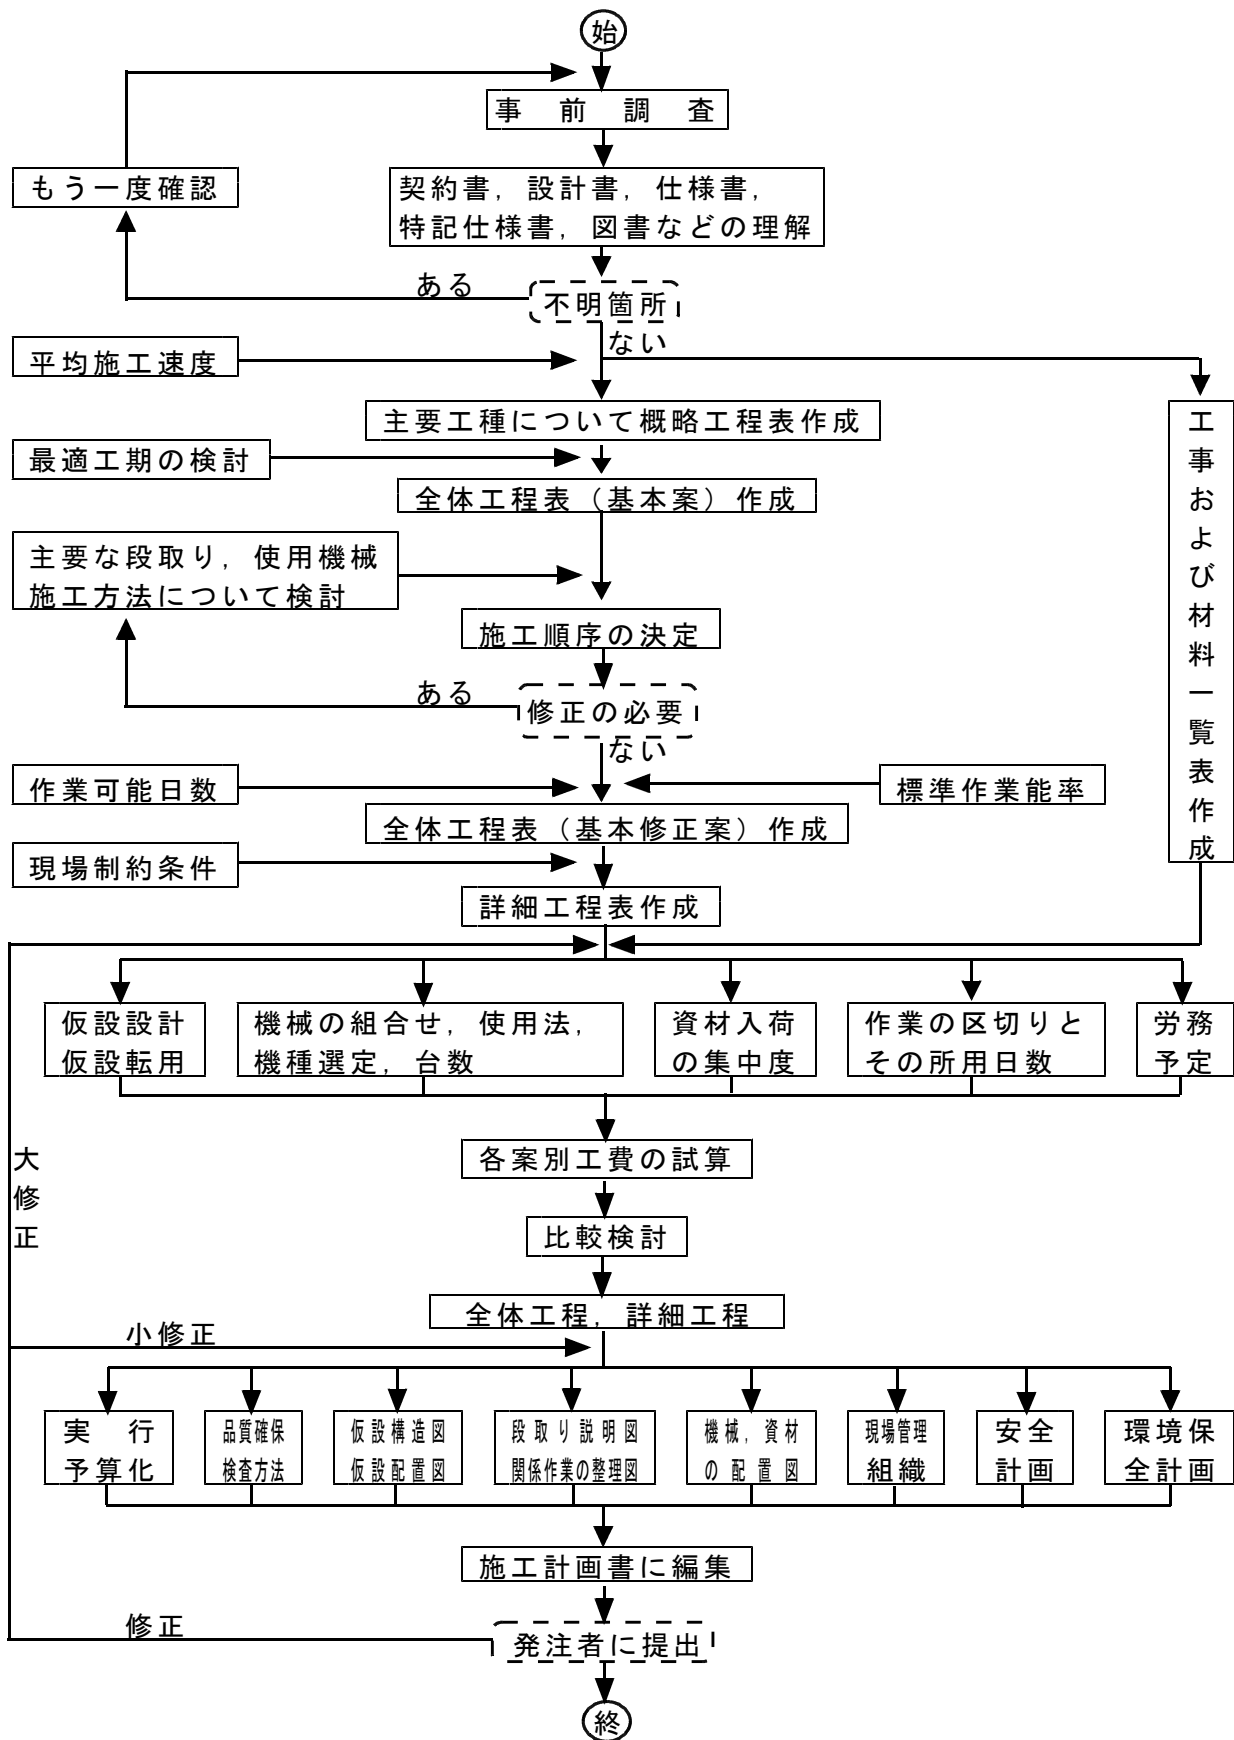 始
事前調査
もう一度確認
契約書，設計書，仕様書，
特記仕様書，図書などの理解
ある
不明箇所
ない
平均施工速度
主要工種について概略工程表作成
最適工期の検討
全体工程表（基本案）作成
主要な段取り，使用機械
施工方法について検討
施工順序の決定
ある
修正の必要
ない
作業可能日数
標準作業能率
全体工程表（基本修正案）作成
現場制約条件
詳細工程表作成
工事および材料一覧表作成
仮設設計
仮設転用
機械の組合せ，使用法，
機種選定，台数
資材入荷
の集中度
作業の区切りと
その所用日数
労務
予定
各案別工費の試算
大修正
比較検討
全体工程，詳細工程
小修正
実行
予算化
品質確保
検査方法
仮設構造図
仮設配置図
段取り説明図
関係作業の整理図
機械，資材
の配置図
現場管理
組織
安全
計画
環境保
全計画
施工計画書に編集
修正
発注者に提出
終